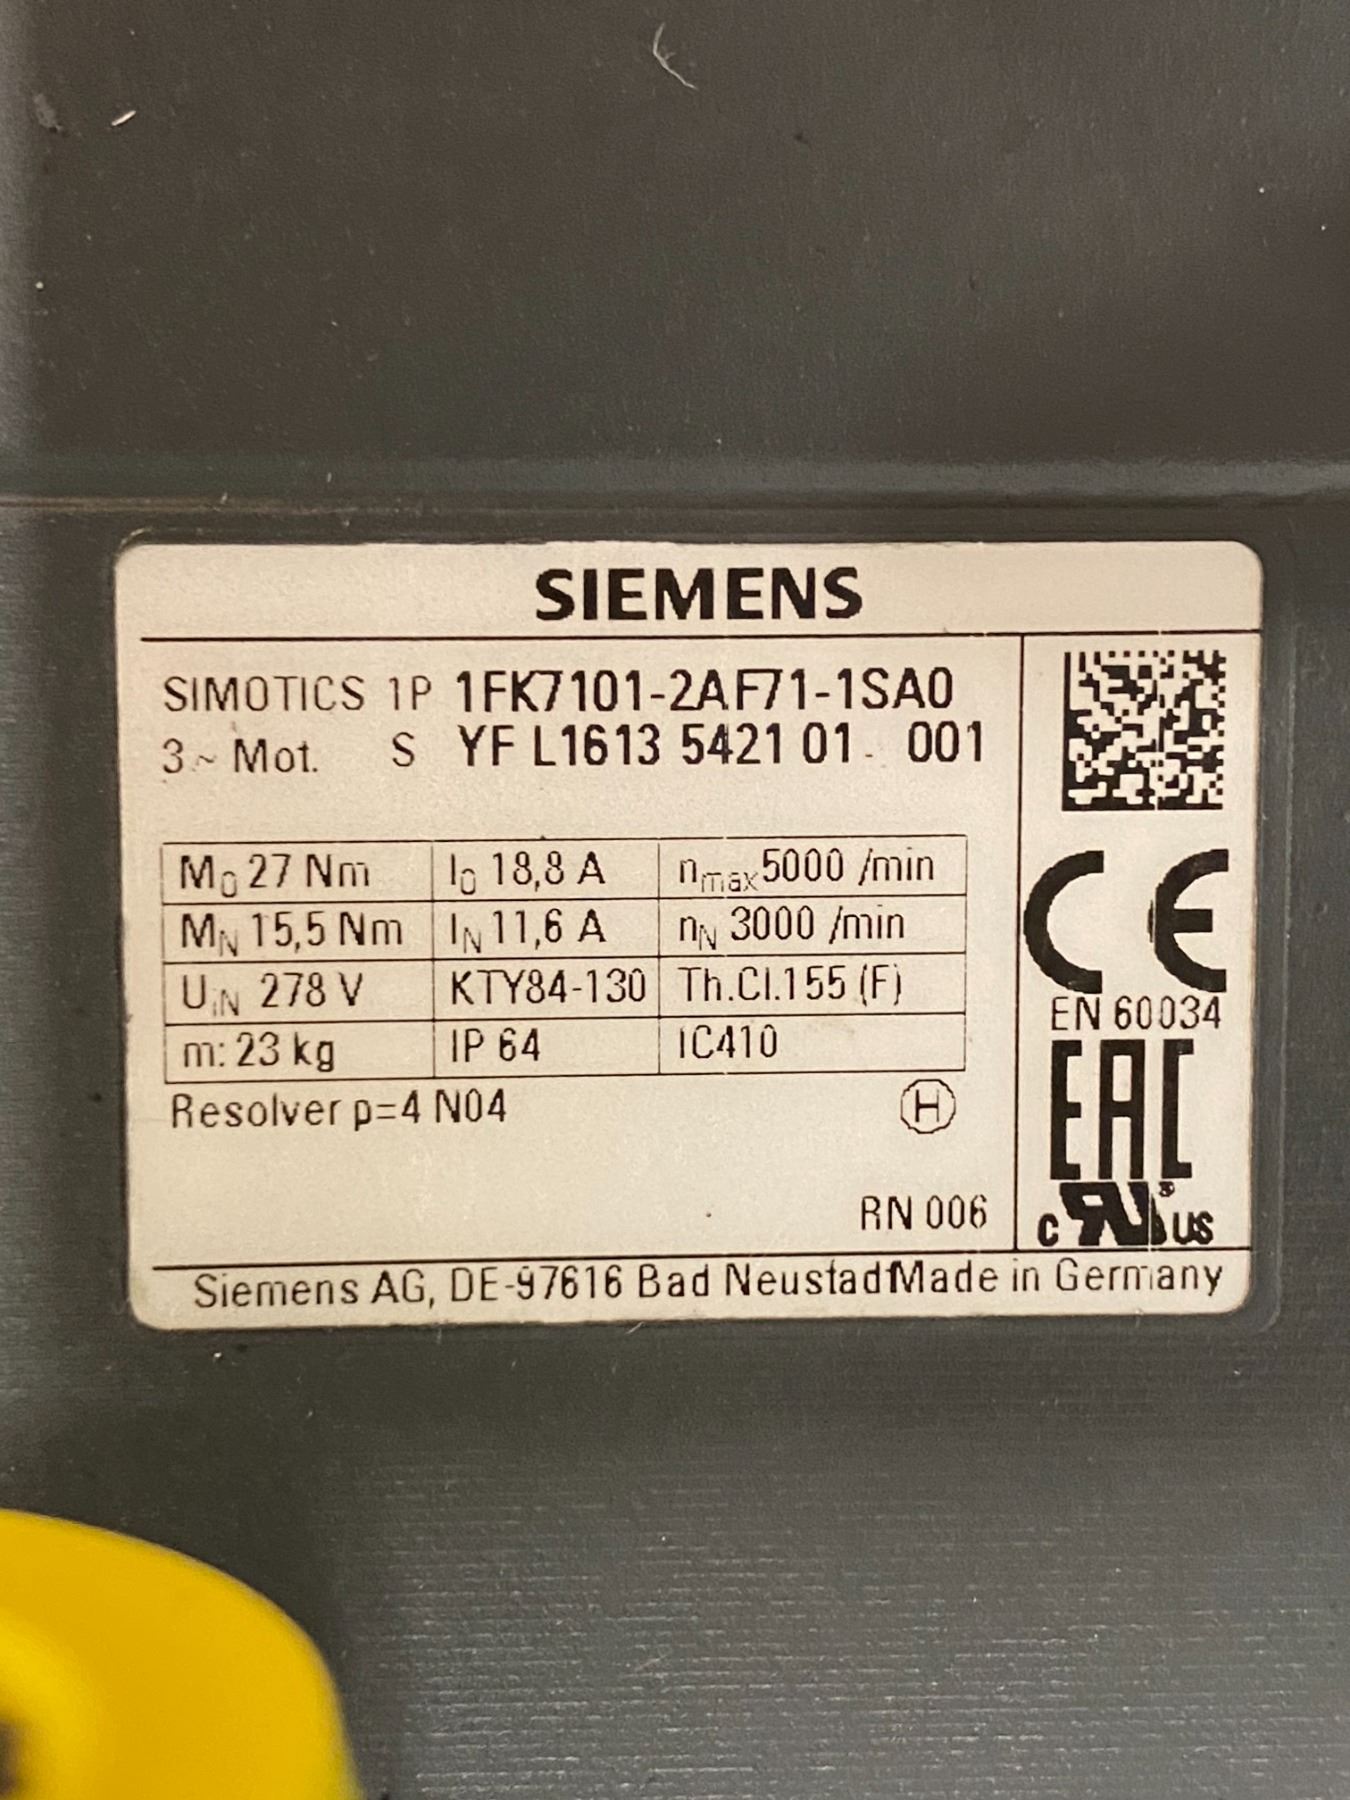 SIEMENS
SIMOTICS 1P 1FK7101-2AF71-1SA0
3~ Mot. S YF L1613 5421 01 001
M0 27 Nm I0 18,8 A nmax 5000 /min
MN 15,5 Nm IN 11,6 A nN 3000 /min
UiN 278 V KTY84-130 Th.Cl.155 (F)
m: 23 kg IP 64 IC410
Resolver p=4 N04 H
RN 006
CE
EN 60034
EAC
c RU ® US
Siemens AG, DE-97616 Bad Neustadt Made in Germany